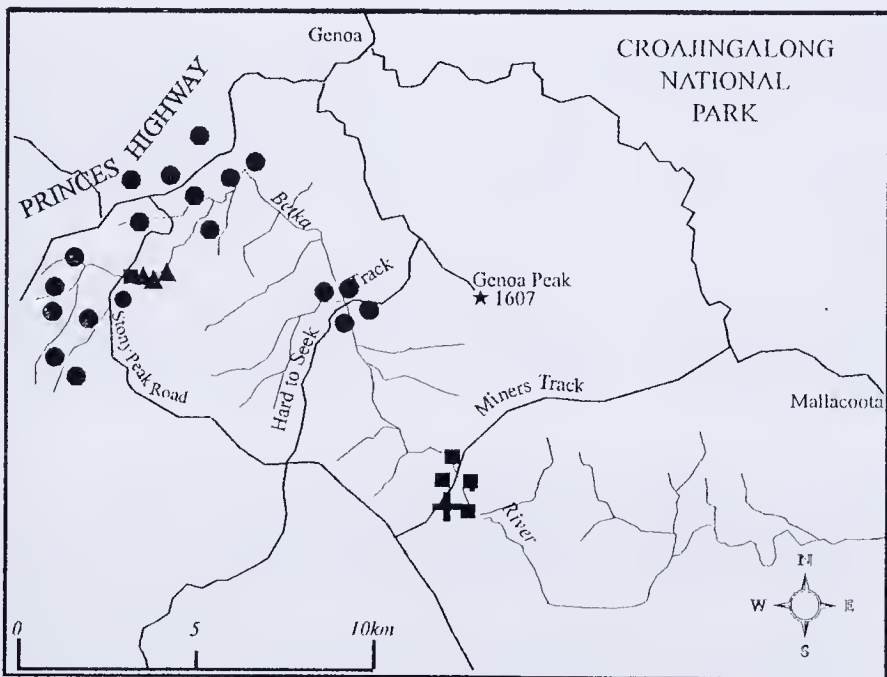 Genoa
CROAJINGALONG
NATIONAL
PARK
PRINCES HIGHWAY
Betka
Track
Genoa Peak
★ 1607
Stony Peak Road
Hard to Seek
Miners Track
Mallacoota
River
N
W E
S
0 5 10km